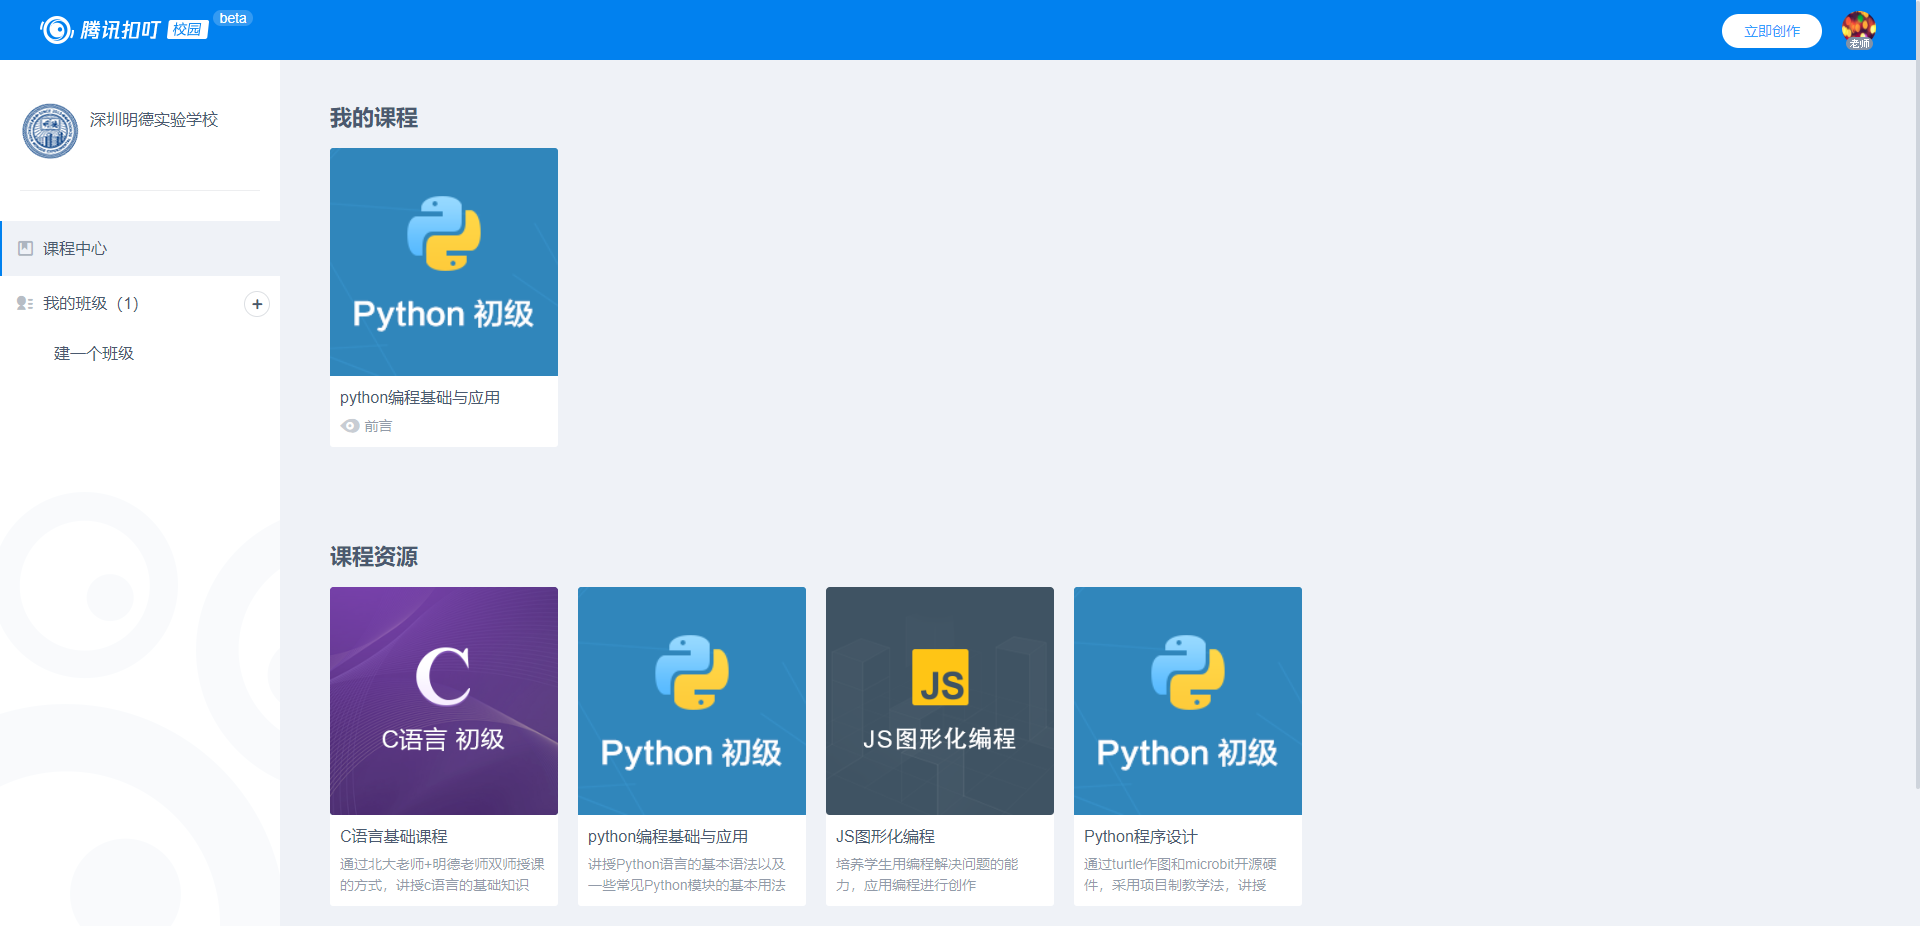 腾讯扣叮 校园 beta
立即创作
老师
深圳明德实验学校
课程中心
我的班级（1）
建一个班级
我的课程
Python 初级
python编程基础与应用
前言
课程资源
C
C语言 初级
C语言基础课程
通过北大老师+明德老师双师授课
的方式，讲授c语言的基础知识
Python 初级
python编程基础与应用
讲授Python语言的基本语法以及
一些常见Python模块的基本用法
JS
JS图形化编程
JS图形化编程
培养学生用编程解决问题的能
力，应用编程进行创作
Python 初级
Python程序设计
通过turtle作图和microbit开源硬
件，采用项目制教学法，讲授